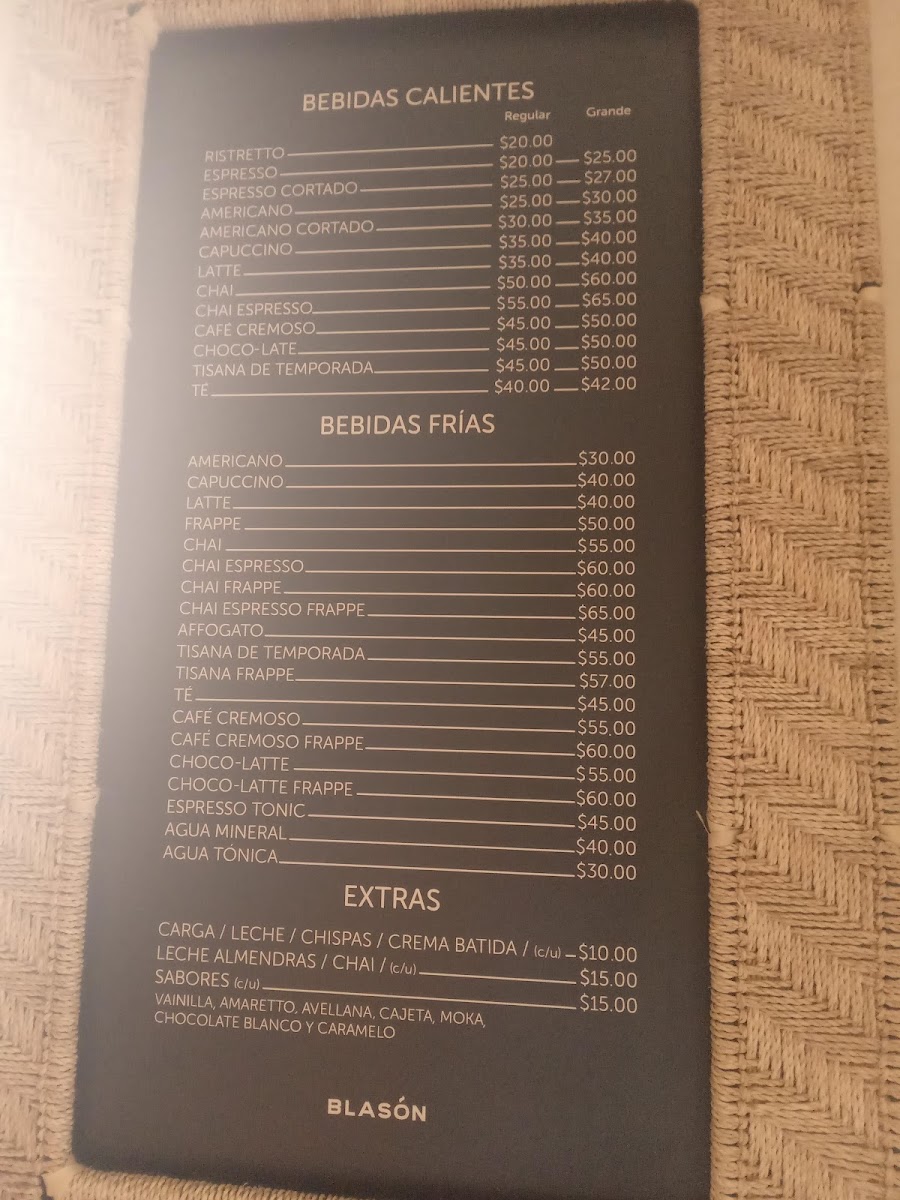 BEBIDAS CALIENTES
Regular Grande
RISTRETTO $20.00
ESPRESSO $20.00 $25.00
ESPRESSO CORTADO $25.00 $27.00
AMERICANO $25.00 $30.00
AMERICANO CORTADO $30.00 $35.00
CAPUCCINO $35.00 $40.00
LATTE $35.00 $40.00
CHAI $50.00 $60.00
CHAI ESPRESSO $55.00 $65.00
CAFÉ CREMOSO $45.00 $50.00
CHOCO-LATE $45.00 $50.00
TISANA DE TEMPORADA $45.00 $50.00
TÉ $40.00 $42.00
BEBIDAS FRÍAS
AMERICANO $30.00
CAPUCCINO $40.00
LATTE $40.00
FRAPPE $50.00
CHAI $55.00
CHAI ESPRESSO $60.00
CHAI FRAPPE $60.00
CHAI ESPRESSO FRAPPE $65.00
AFFOGATO $45.00
TISANA DE TEMPORADA $55.00
TISANA FRAPPE $57.00
TÉ $45.00
CAFÉ CREMOSO $55.00
CAFÉ CREMOSO FRAPPE $60.00
CHOCO-LATTE $55.00
CHOCO-LATTE FRAPPE $60.00
ESPRESSO TONIC $45.00
AGUA MINERAL $40.00
AGUA TÓNICA $30.00
EXTRAS
CARGA / LECHE / CHISPAS / CREMA BATIDA / (c/u) $10.00
LECHE ALMENDRAS / CHAI / (c/u) $15.00
SABORES (c/u) $15.00
VAINILLA, AMARETTO, AVELLANA, CAJETA, MOKA,
CHOCOLATE BLANCO Y CARAMELO
BLASÓN